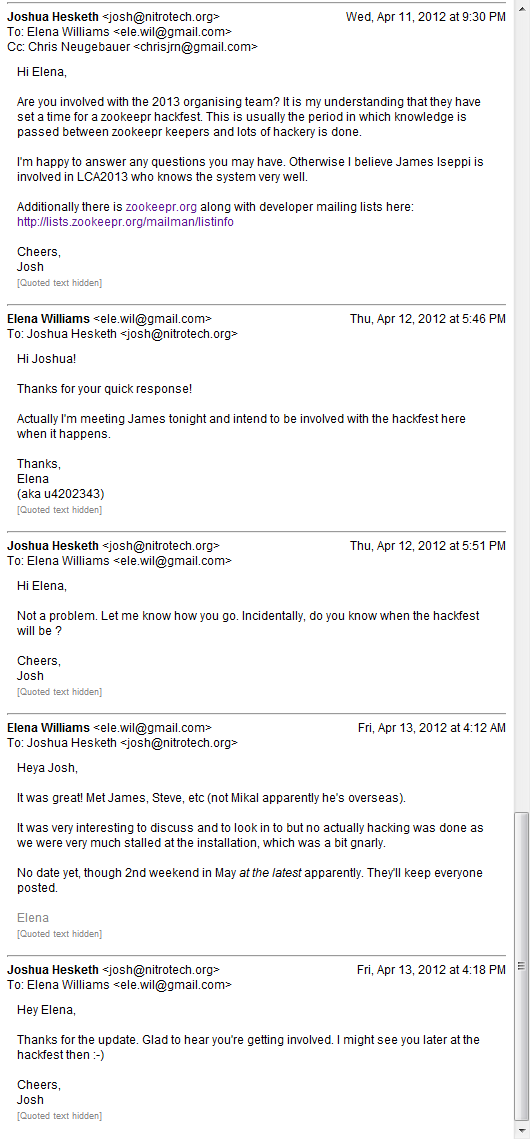 Joshua Hesketh <josh@nitrotech.org> Wed, Apr 11, 2012 at 9:30 PM
To: Elena Williams <ele.wil@gmail.com>
Cc: Chris Neugebauer <chrisjrn@gmail.com>
Hi Elena,
Are you involved with the 2013 organising team? It is my understanding that they have
set a time for a zookeepr hackfest. This is usually the period in which knowledge is
passed between zookeepr keepers and lots of hackery is done.
I'm happy to answer any questions you may have. Otherwise I believe James Iseppi is
involved in LCA2013 who knows the system very well.
Additionally there is zookeepr.org along with developer mailing lists here:
http://lists.zookeepr.org/mailman/listinfo
Cheers,
Josh
[Quoted text hidden]
Elena Williams <ele.wil@gmail.com> Thu, Apr 12, 2012 at 5:46 PM
To: Joshua Hesketh <josh@nitrotech.org>
Hi Joshua!
Thanks for your quick response!
Actually I'm meeting James tonight and intend to be involved with the hackfest here
when it happens.
Thanks,
Elena
(aka u4202343)
[Quoted text hidden]
Joshua Hesketh <josh@nitrotech.org> Thu, Apr 12, 2012 at 5:51 PM
To: Elena Williams <ele.wil@gmail.com>
Hi Elena,
Not a problem. Let me know how you go. Incidentally, do you know when the hackfest
will be ?
Cheers,
Josh
[Quoted text hidden]
Elena Williams <ele.wil@gmail.com> Fri, Apr 13, 2012 at 4:12 AM
To: Joshua Hesketh <josh@nitrotech.org>
Heya Josh,
It was great! Met James, Steve, etc (not Mikal apparently he's overseas).
It was very interesting to discuss and to look in to but no actually hacking was done as
we were very much stalled at the installation, which was a bit gnarly.
No date yet, though 2nd weekend in May at the latest apparently. They'll keep everyone
posted.
Elena
[Quoted text hidden]
Joshua Hesketh <josh@nitrotech.org> Fri, Apr 13, 2012 at 4:18 PM
To: Elena Williams <ele.wil@gmail.com>
Hey Elena,
Thanks for the update. Glad to hear you're getting involved. I might see you later at the
hackfest then :-)
Cheers,
Josh
[Quoted text hidden]